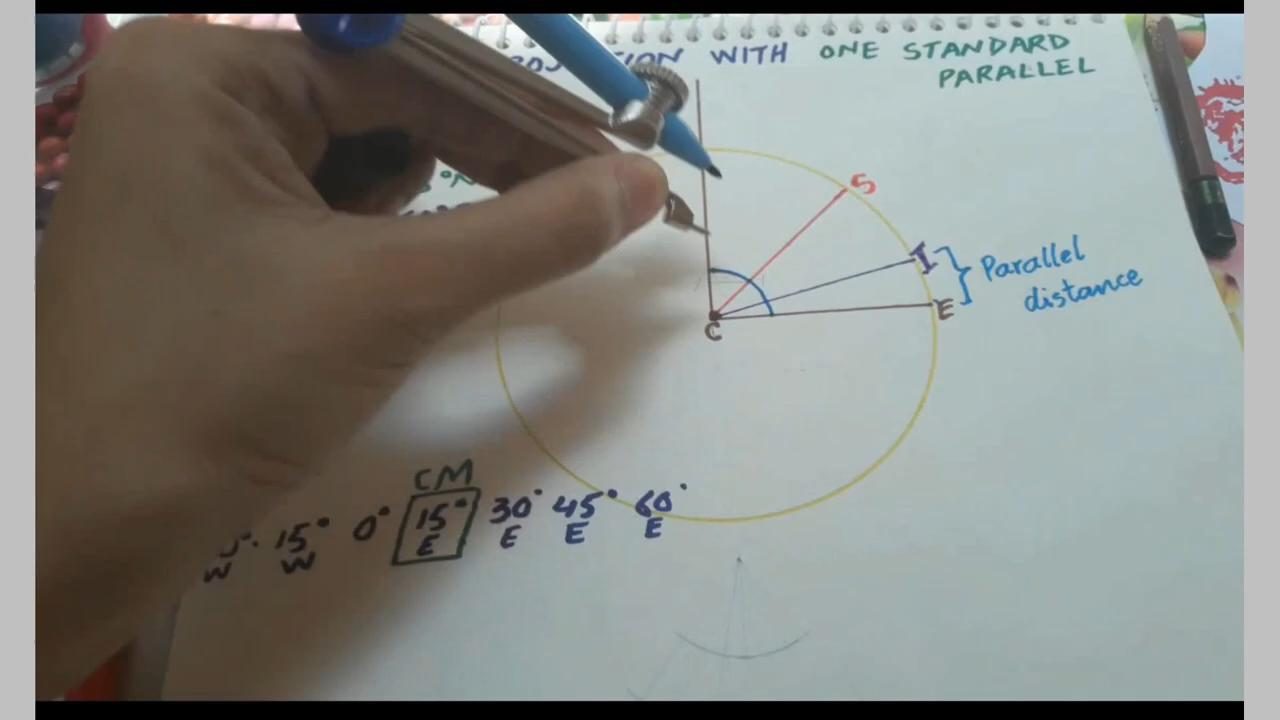 WITH ONE STANDARD
PARALLEL
S
I
Parallel
distance
E
C
CM
15° 0° 15° 30° 45° 60°
W W E E E E